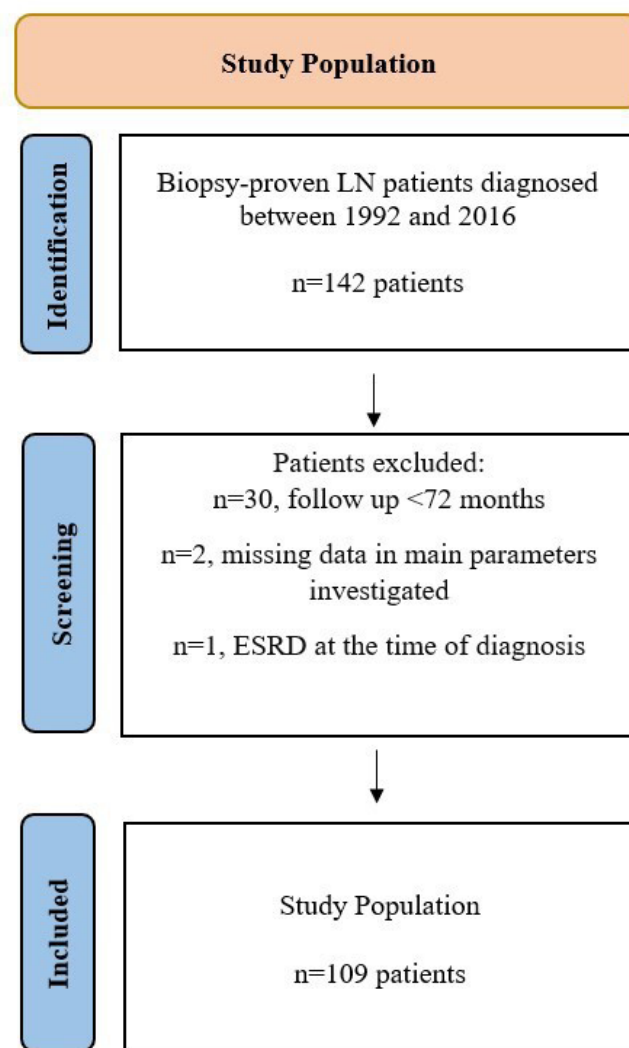 Study Population
Identification
Biopsy-proven LN patients diagnosed
between 1992 and 2016
n=142 patients
Screening
Patients excluded:
n=30, follow up <72 months
n=2, missing data in main parameters
investigated
n=1, ESRD at the time of diagnosis
Included
Study Population
n=109 patients